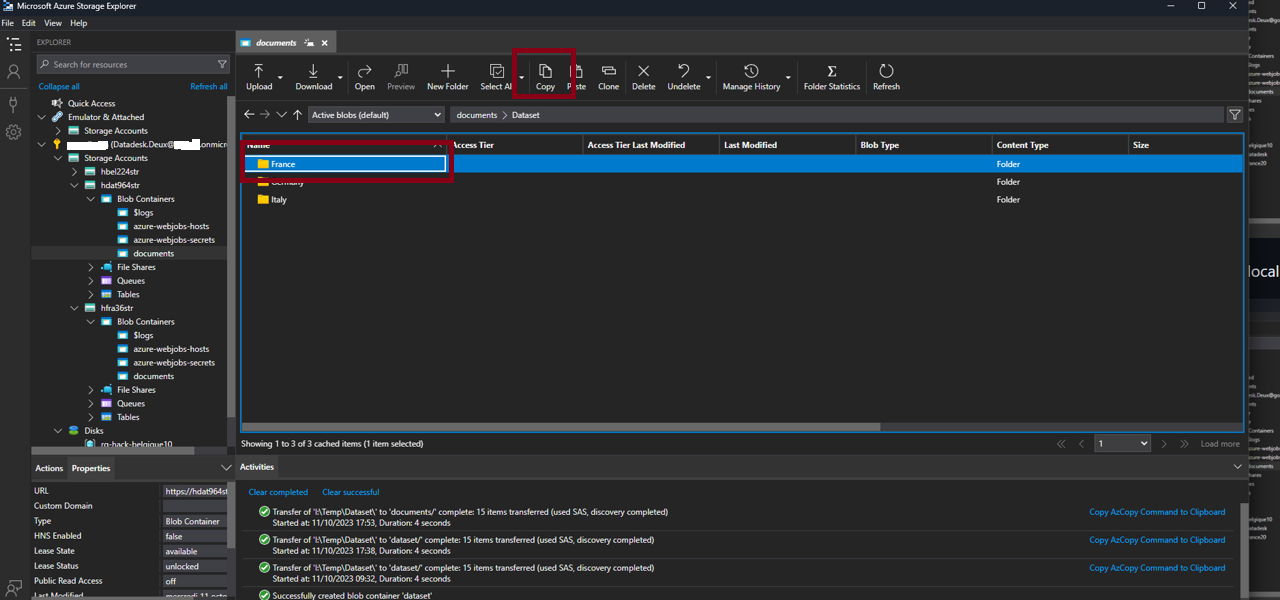 Microsoft Azure Storage Explorer
File Edit View Help
EXPLORER
Search for resources
Collapse all Refresh all
Quick Access
Emulator & Attached
Storage Accounts
(Datadesk.Deux@ onmicr
Storage Accounts
hbel224str
hdat964str
Blob Containers
$logs
azure-webjobs-hosts
azure-webjobs-secrets
documents
File Shares
Queues
Tables
hfra36str
Blob Containers
$logs
azure-webjobs-hosts
azure-webjobs-secrets
documents
File Shares
Queues
Tables
Disks
rg-hack-belgique10
Actions Properties
URL https://hdat964st
Custom Domain
Type Blob Container
HNS Enabled false
Lease State available
Lease Status unlocked
Public Read Access off
Last Modified mercredi 11 octo
documents
Upload Download Open Preview New Folder Select All Copy Paste Clone Delete Undelete Manage History Folder Statistics Refresh
Active blobs (default) documents > Dataset
Name Access Tier Access Tier Last Modified Last Modified Blob Type Content Type Size
France Folder
Germany Folder
Italy Folder
Showing 1 to 3 of 3 cached items (1 item selected) 1 Load more
Activities
Clear completed Clear successful
Transfer of 'I:\Temp\Dataset\' to 'documents/' complete: 15 items transferred (used SAS, discovery completed) Copy AzCopy Command to Clipboard
Started at: 11/10/2023 17:53, Duration: 4 seconds
Transfer of 'I:\Temp\Dataset\' to 'dataset/' complete: 15 items transferred (used SAS, discovery completed) Copy AzCopy Command to Clipboard
Started at: 11/10/2023 17:38, Duration: 4 seconds
Transfer of 'I:\Temp\Dataset\' to 'dataset/' complete: 15 items transferred (used SAS, discovery completed) Copy AzCopy Command to Clipboard
Started at: 11/10/2023 09:32, Duration: 4 seconds
Successfully created blob container 'dataset'
local